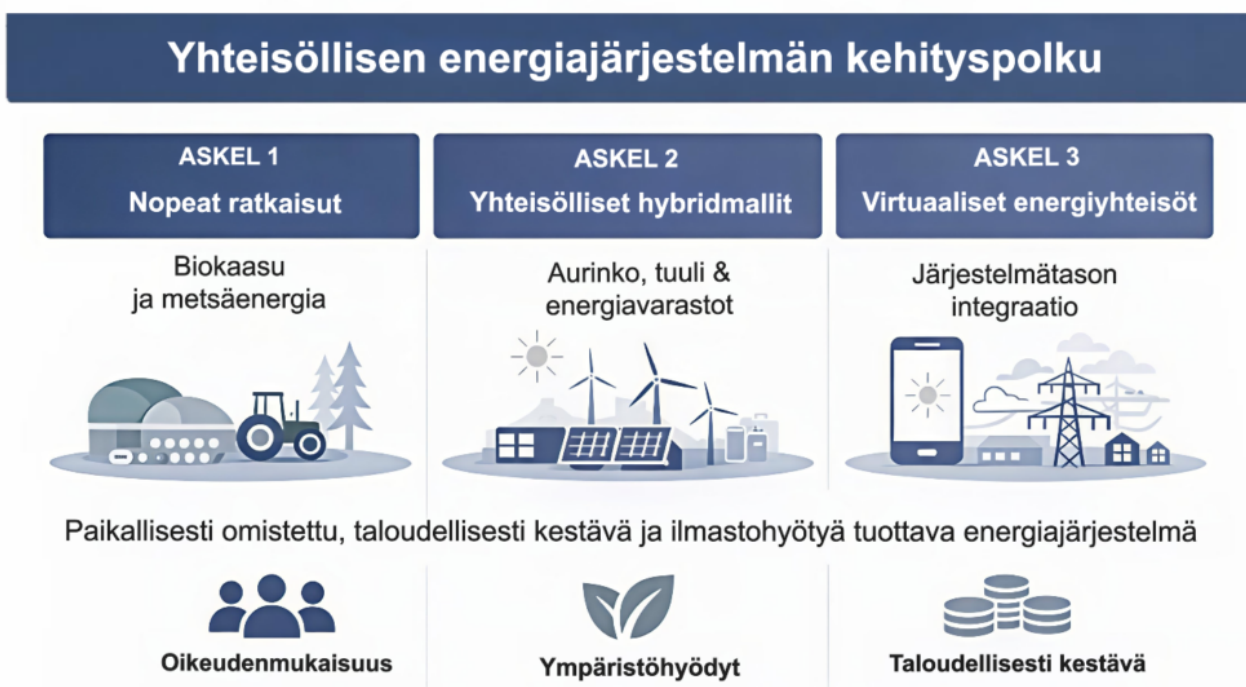 Yhteisöllisen energiajärjestelmän kehityspolku
ASKEL 1
Nopeat ratkaisut
ASKEL 2
Yhteisölliset hybridmallit
ASKEL 3
Virtuaaliset energiyhteisöt
Biokaasu
ja metsäenergia
Aurinko, tuuli &
energiavarastot
Järjestelmätason
integraatio
Paikallisesti omistettu, taloudellisesti kestävä ja ilmastohyötyä tuottava energiajärjestelmä
Oikeudenmukaisuus
Ympäristöhyödyt
Taloudellisesti kestävä